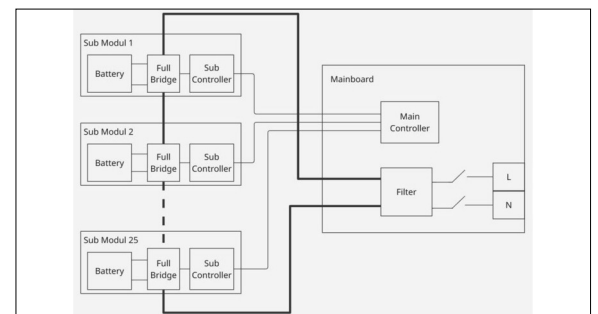 Sub Modul 1
Battery
Full
Bridge
Sub
Controller
Mainboard
Main
Controller
Sub Modul 2
Battery
Full
Bridge
Sub
Controller
Filter
L
N
Sub Modul 25
Battery
Full
Bridge
Sub
Controller